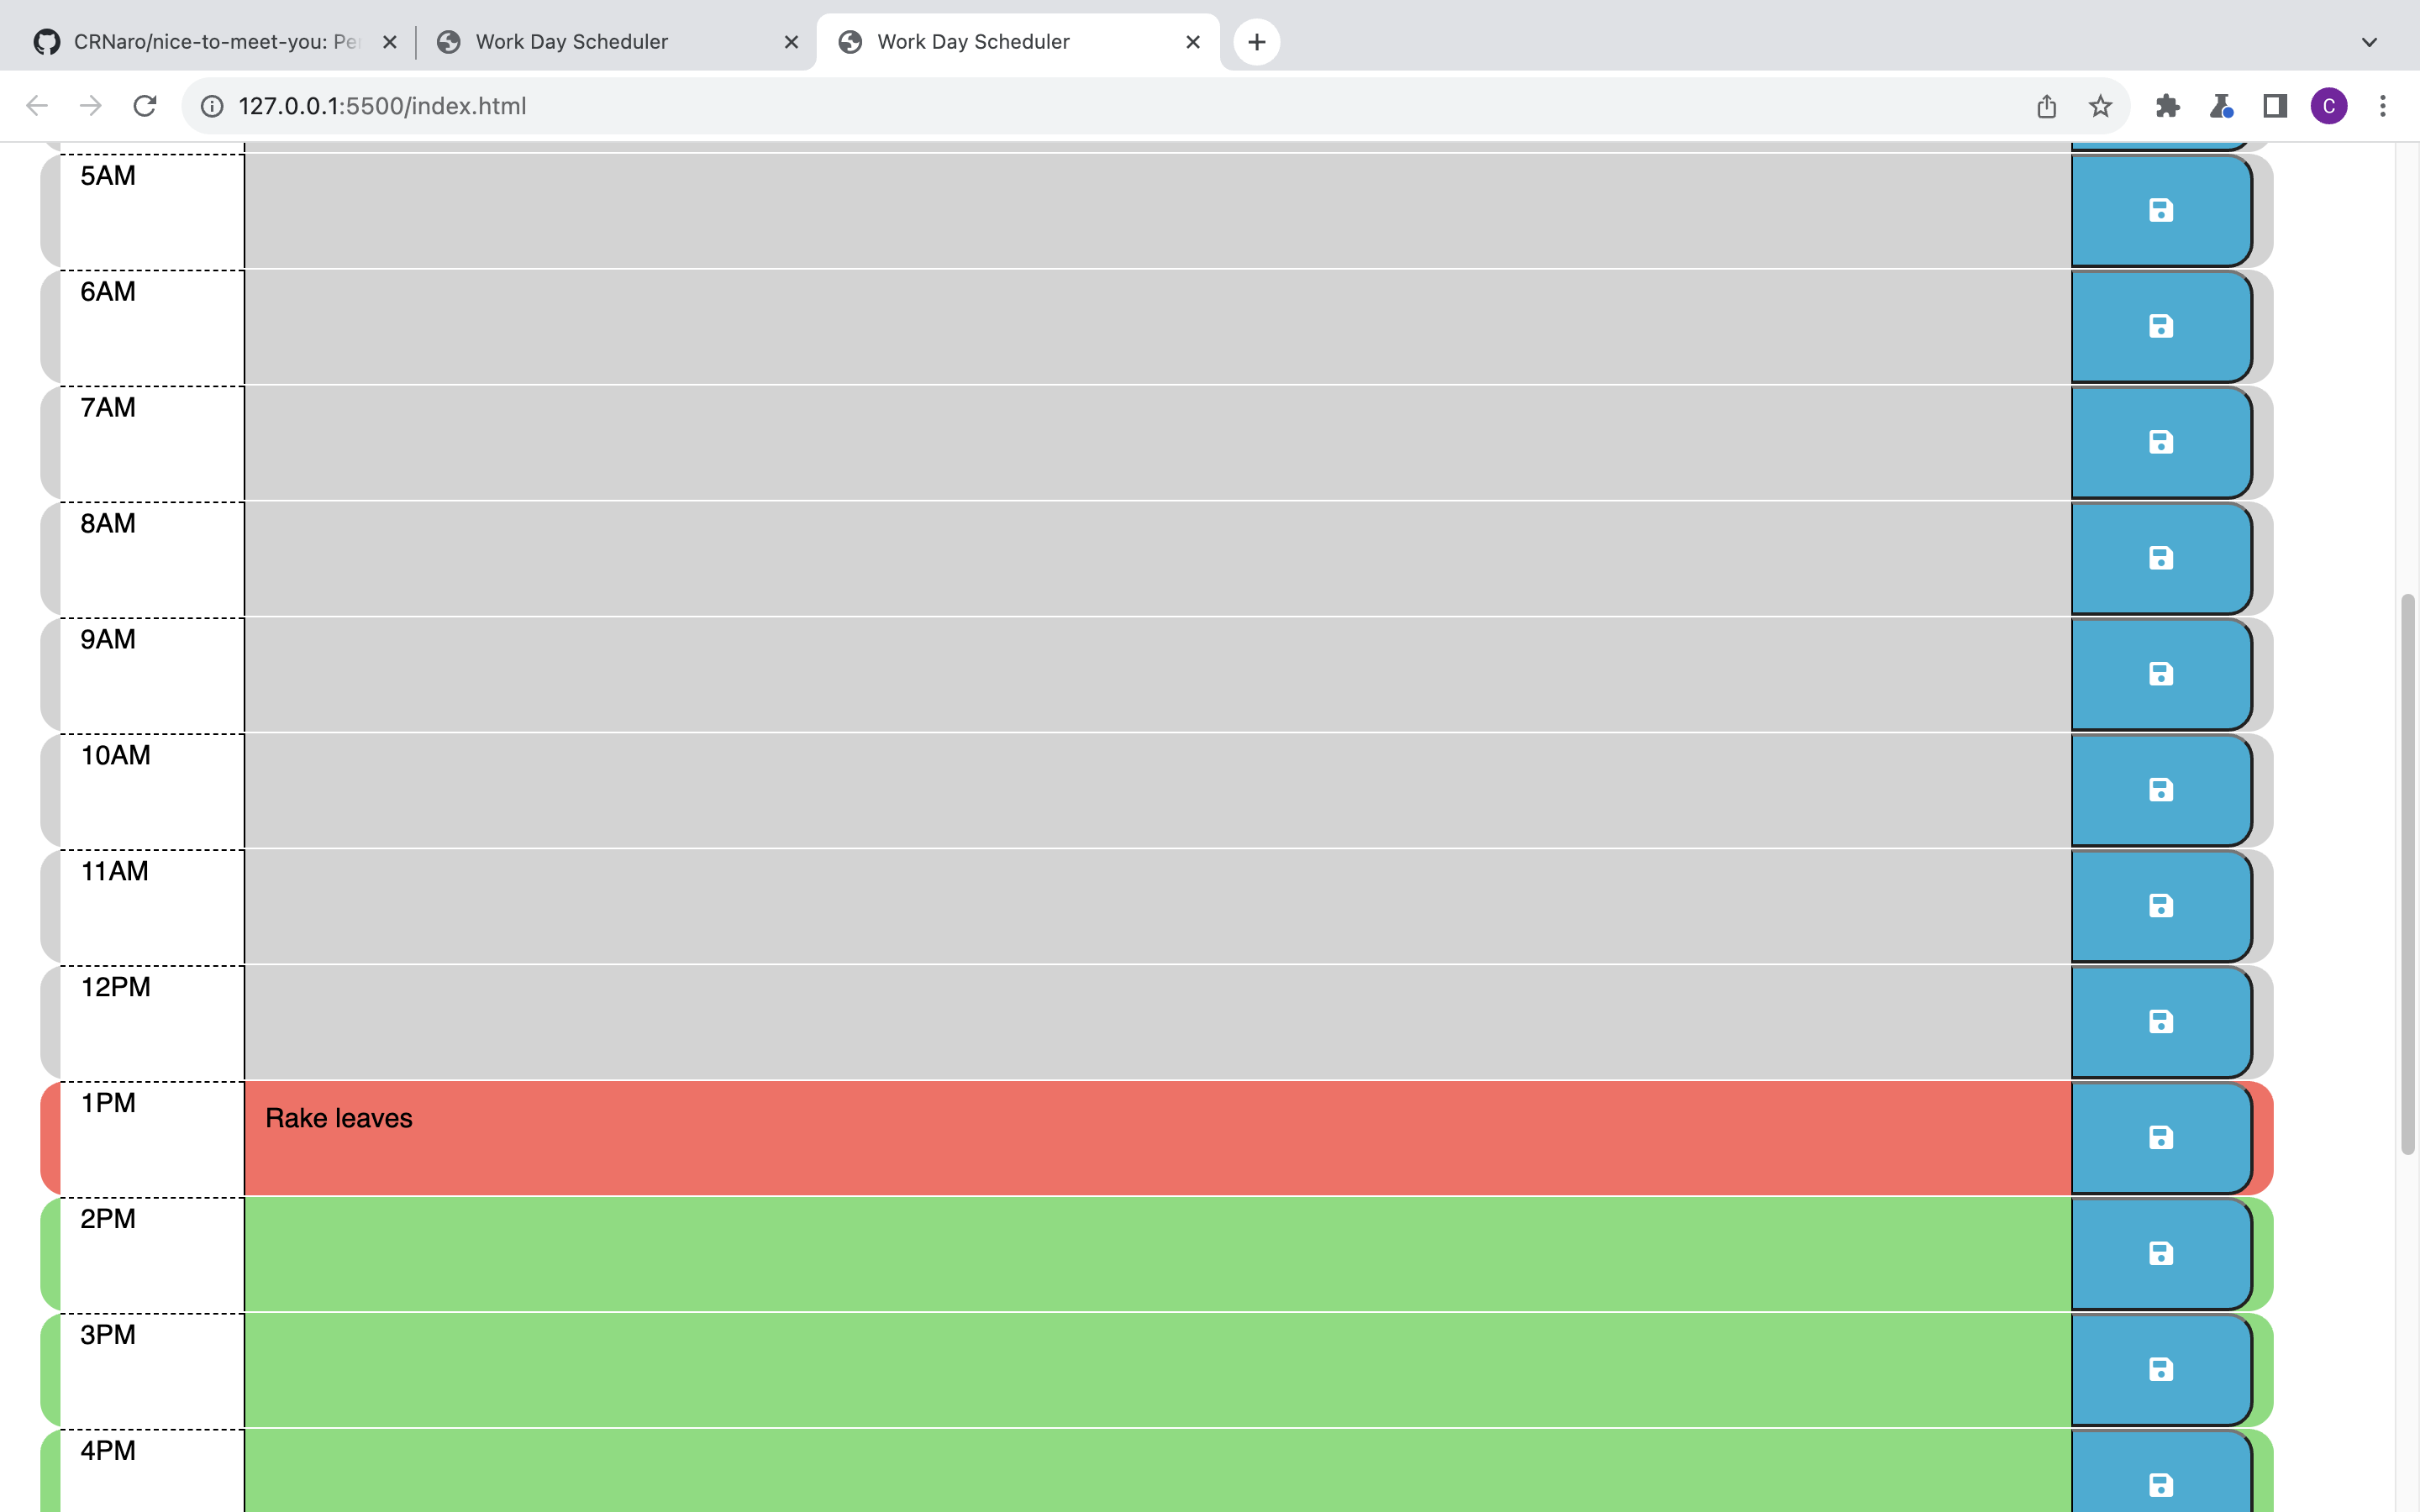 CRNaro/nice-to-meet-you: Pe
Work Day Scheduler
Work Day Scheduler
127.0.0.1:5500/index.html
C
5AM
6AM
7AM
8AM
9AM
10AM
11AM
12PM
1PM
Rake leaves
2PM
3PM
4PM